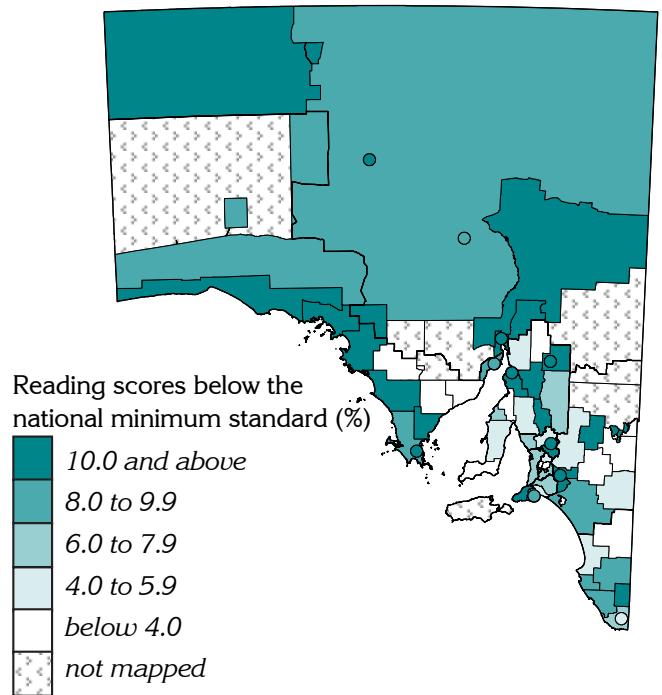 Reading scores below the
national minimum standard (%)
10.0 and above
8.0 to 9.9
6.0 to 7.9
4.0 to 5.9
below 4.0
not mapped